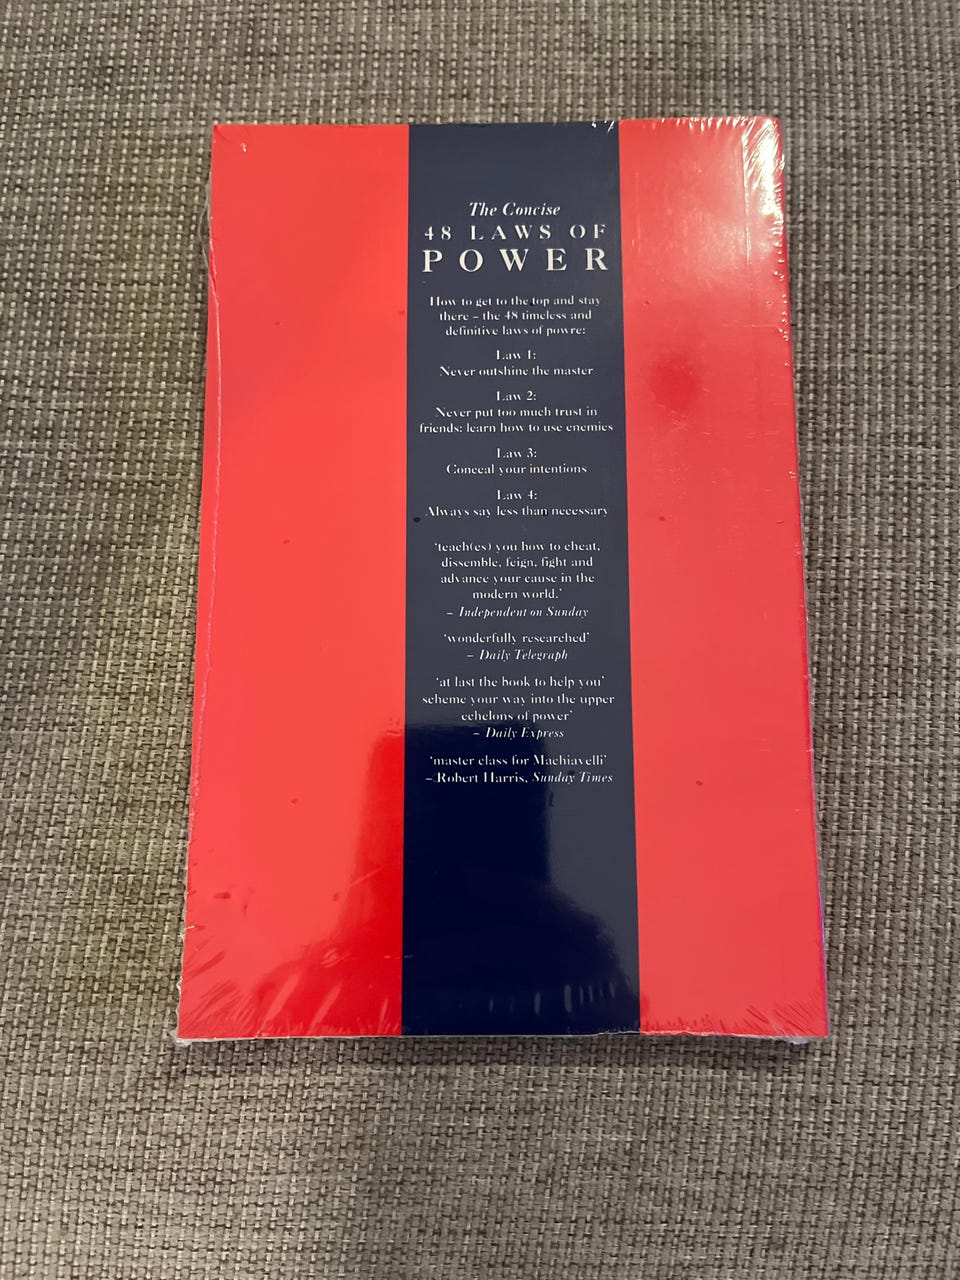 The Concise
48 LAWS OF
POWER
How to get to the top and stay
there – the 48 timeless and
definitive laws of powre:
Law 1:
Never outshine the master
Law 2:
Never put too much trust in
friends; learn how to use enemies
Law 3:
Conceal your intentions
Law 4:
Always say less than necessary
'teach(es) you how to cheat,
dissemble, feign, fight and
advance your cause in the
modern world.'
– Independent on Sunday
'wonderfully researched'
– Daily Telegraph
'at last the book to help you'
scheme your way into the upper
echelons of power'
– Daily Express
'master class for Machiavelli'
– Robert Harris, Sunday Times